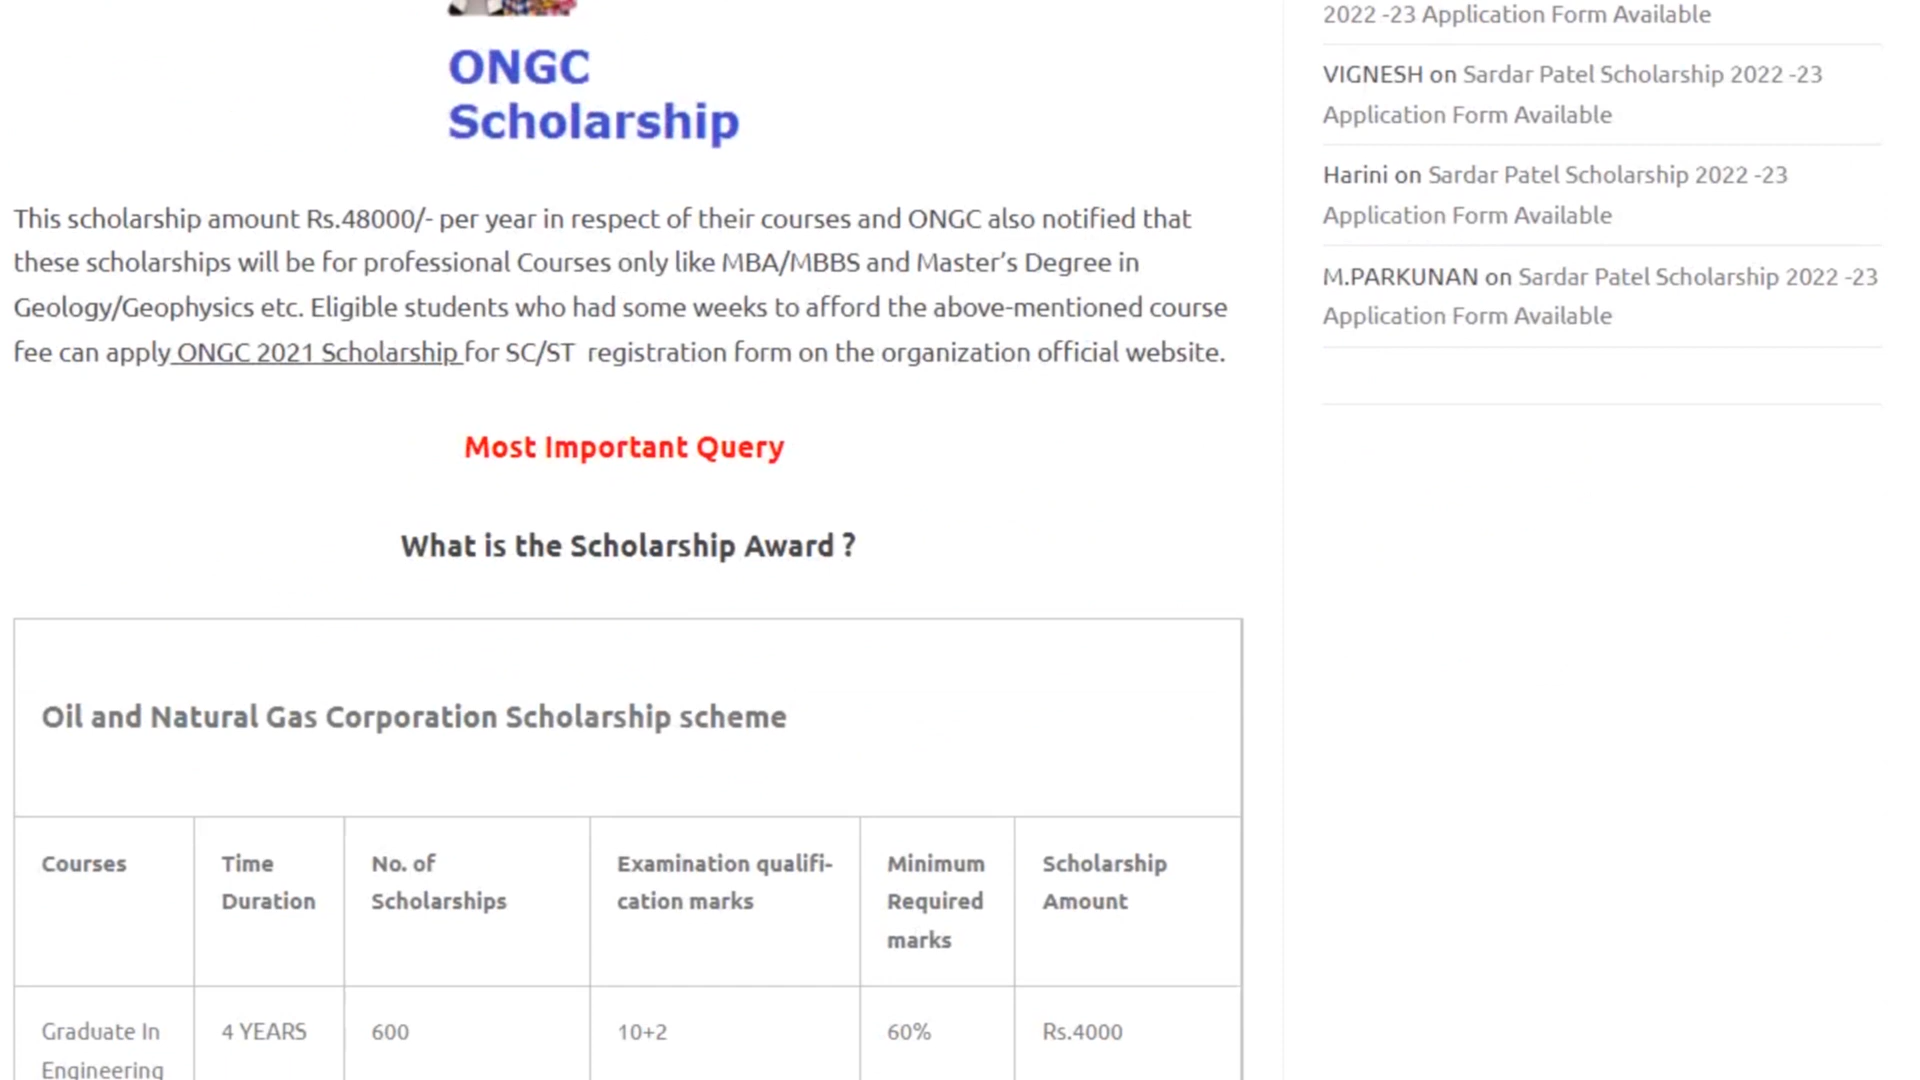 ONGC
Scholarship
This scholarship amount Rs.48000/- per year in respect of their courses and ONGC also notified that
these scholarships will be for professional Courses only like MBA/MBBS and Master’s Degree in
Geology/Geophysics etc. Eligible students who had some weeks to afford the above-mentioned course
fee can apply ONGC 2021 Scholarship for SC/ST registration form on the organization official website.
Most Important Query
What is the Scholarship Award ?
Oil and Natural Gas Corporation Scholarship scheme
Courses
Time
Duration
No. of
Scholarships
Examination qualifi-
cation marks
Minimum
Required
marks
Scholarship
Amount
Graduate In
Engineering
4 YEARS
600
10+2
60%
Rs.4000
2022 -23 Application Form Available
VIGNESH on Sardar Patel Scholarship 2022 -23
Application Form Available
Harini on Sardar Patel Scholarship 2022 -23
Application Form Available
M.PARKUNAN on Sardar Patel Scholarship 2022 -23
Application Form Available